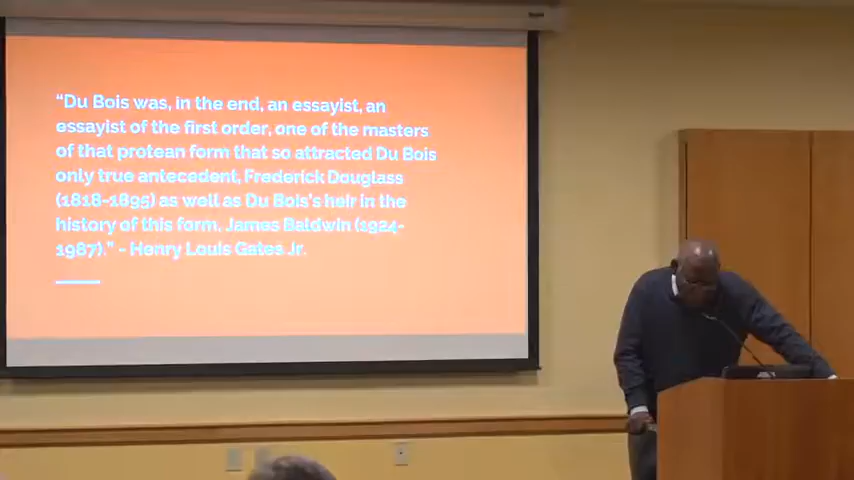 “Du Bois was, in the end, an essayist, an
essayist of the first order, one of the masters
of that protean form that so attracted Du Bois
only true antecedent, Frederick Douglass
(1818-1895) as well as Du Bois's heir in the
history of this form, James Baldwin (1924-
1987).” - Henry Louis Gates Jr.